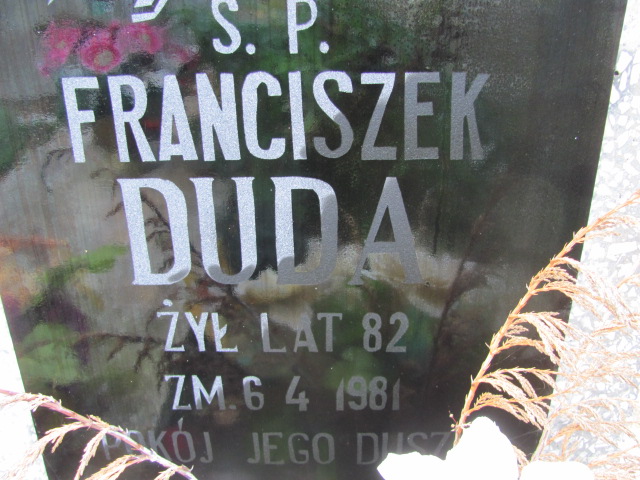 Ś. P.
FRANCISZEK
DUDA
ŻYŁ LAT 82
ZM. 6 4 1981
POKÓJ JEGO DUSZ